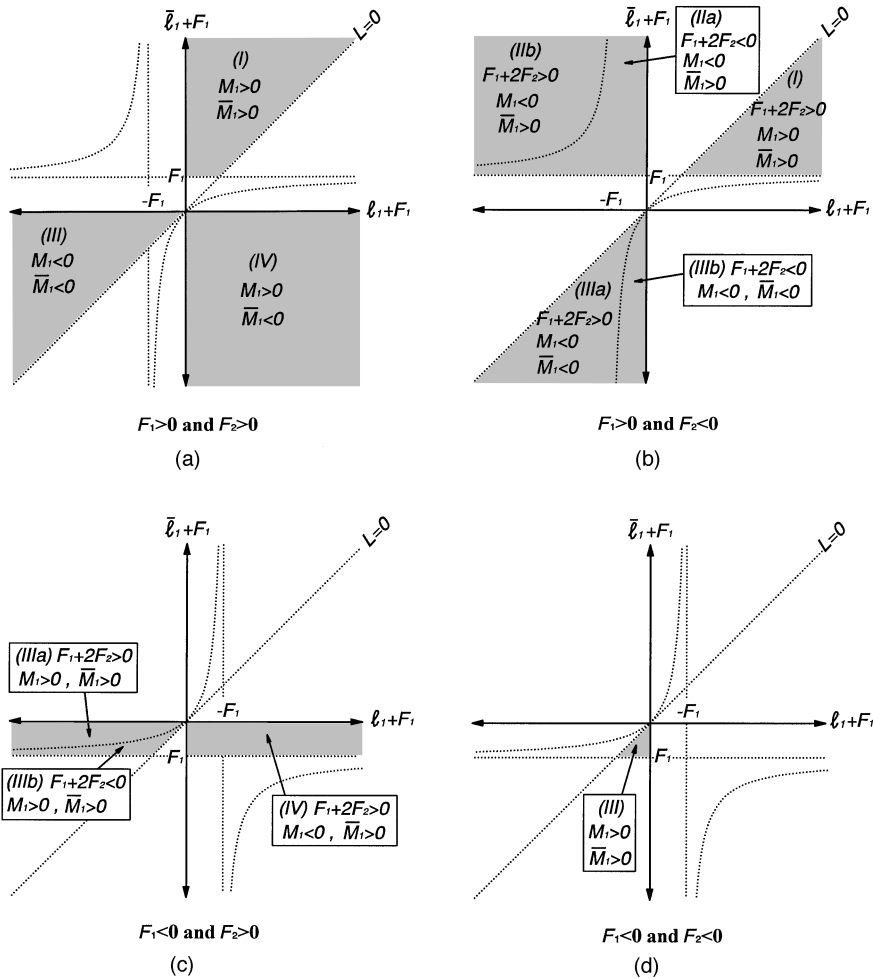 ℓ̄₁+F₁
L=0
(I)
M₁>0
M̄₁>0
F₁
-F₁
ℓ₁+F₁
(III)
M₁<0
M̄₁<0
(IV)
M₁>0
M̄₁<0
F₁>0 and F₂>0
(a)
ℓ̄₁+F₁
L=0
(IIa)
F₁+2F₂<0
M₁<0
M̄₁>0
(IIb)
F₁+2F₂>0
M₁<0
M̄₁>0
(I)
F₁+2F₂>0
M₁>0
M̄₁>0
F₁
-F₁
ℓ₁+F₁
(IIIb) F₁+2F₂<0
M₁<0 , M̄₁<0
(IIIa)
F₁+2F₂>0
M₁<0
M̄₁<0
F₁>0 and F₂<0
(b)
ℓ̄₁+F₁
L=0
(IIIa) F₁+2F₂>0
M₁>0 , M̄₁>0
-F₁
ℓ₁+F₁
F₁
(IIIb) F₁+2F₂<0
M₁>0 , M̄₁>0
(IV) F₁+2F₂>0
M₁<0 , M̄₁>0
F₁<0 and F₂>0
(c)
ℓ̄₁+F₁
L=0
-F₁
ℓ₁+F₁
F₁
(III)
M₁>0
M̄₁>0
F₁<0 and F₂<0
(d)